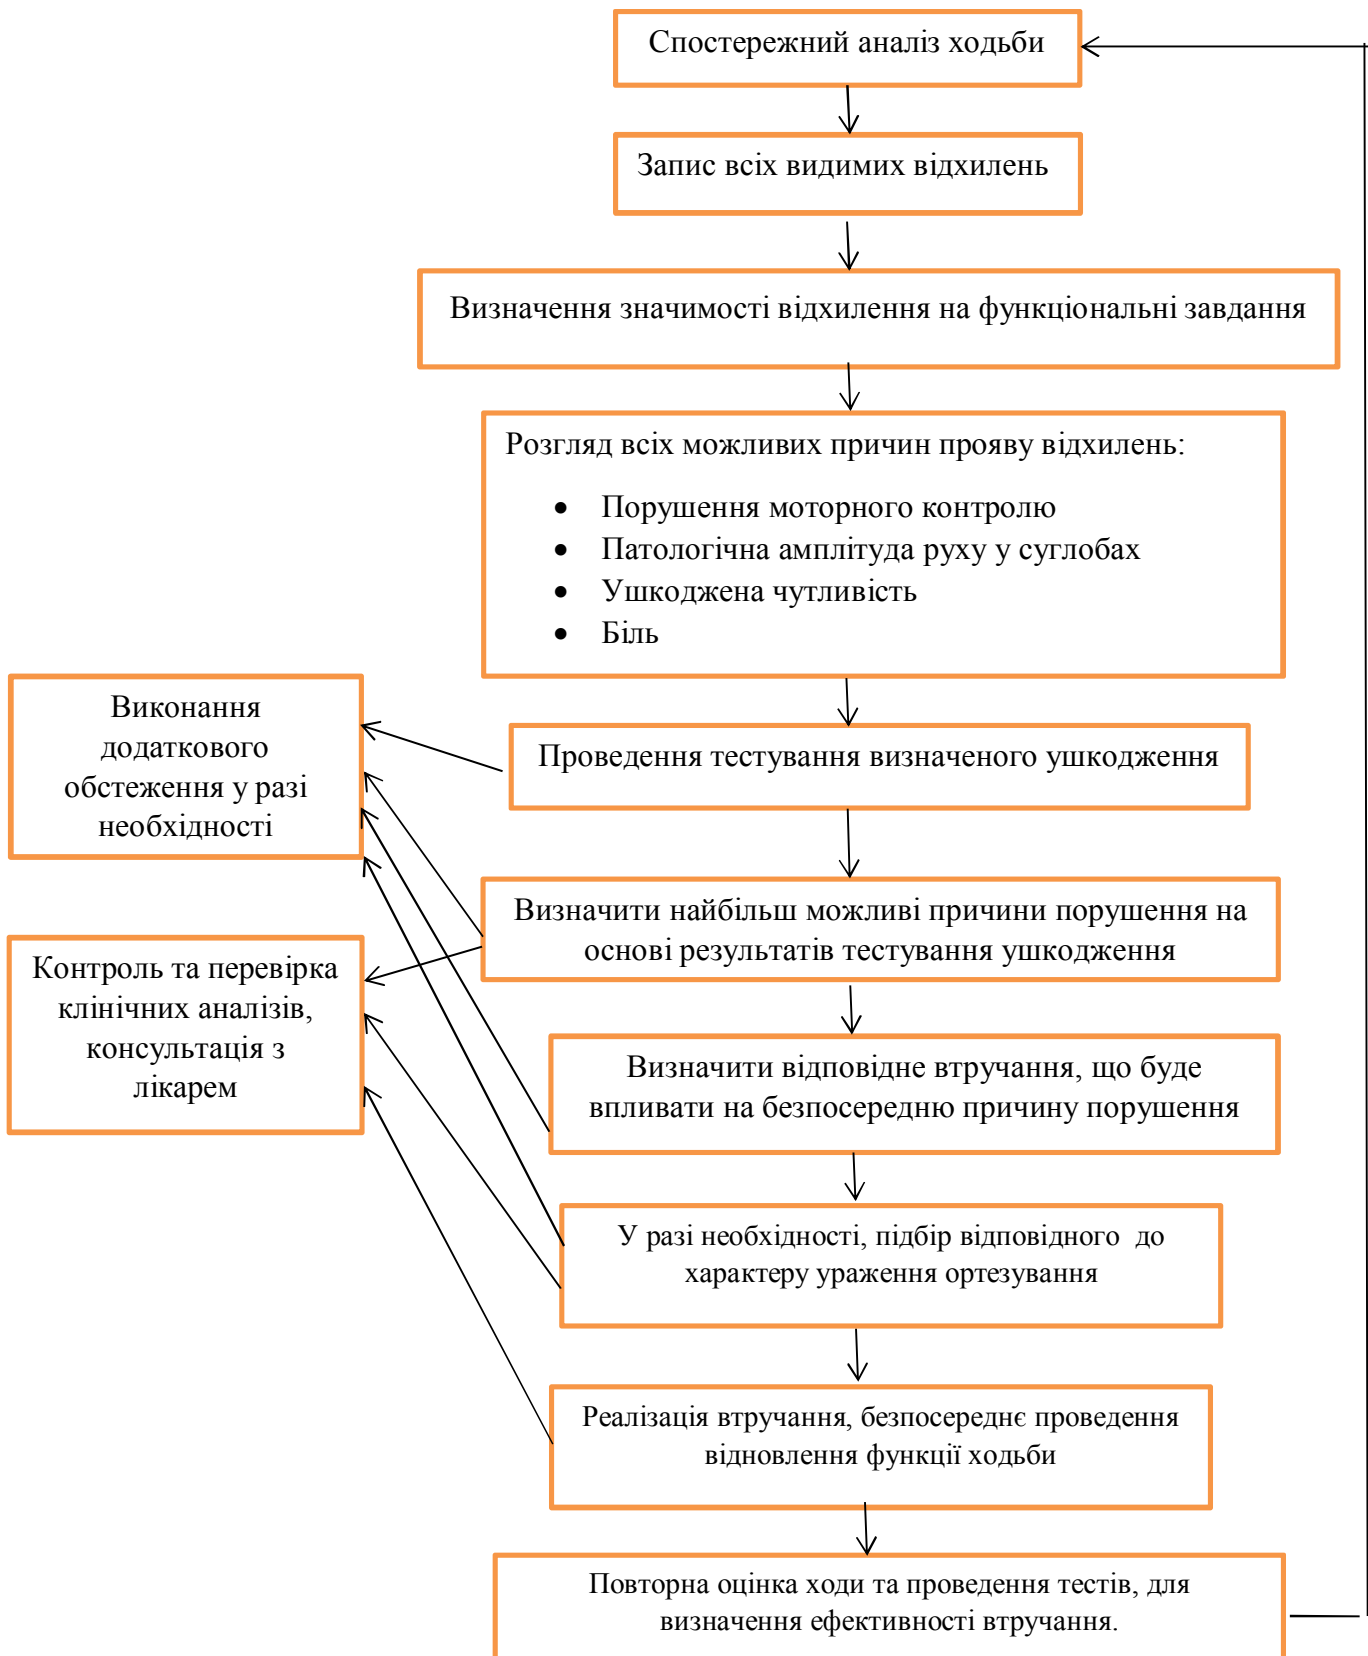 Спостережний аналіз ходьби
Запис всіх видимих відхилень
Визначення значимості відхилення на функціональні завдання
Розгляд всіх можливих причин прояву відхилень:
• Порушення моторного контролю
• Патологічна амплітуда руху у суглобах
• Ушкоджена чутливість
• Біль
Виконання
додаткового
обстеження у разі
необхідності
Проведення тестування визначеного ушкодження
Визначити найбільш можливі причини порушення на
основі результатів тестування ушкодження
Контроль та перевірка
клінічних аналізів,
консультація з
лікарем
Визначити відповідне втручання, що буде
впливати на безпосередню причину порушення
У разі необхідності, підбір відповідного до
характеру ураження ортезування
Реалізація втручання, безпосереднє проведення
відновлення функції ходьби
Повторна оцінка ходи та проведення тестів, для
визначення ефективності втручання.